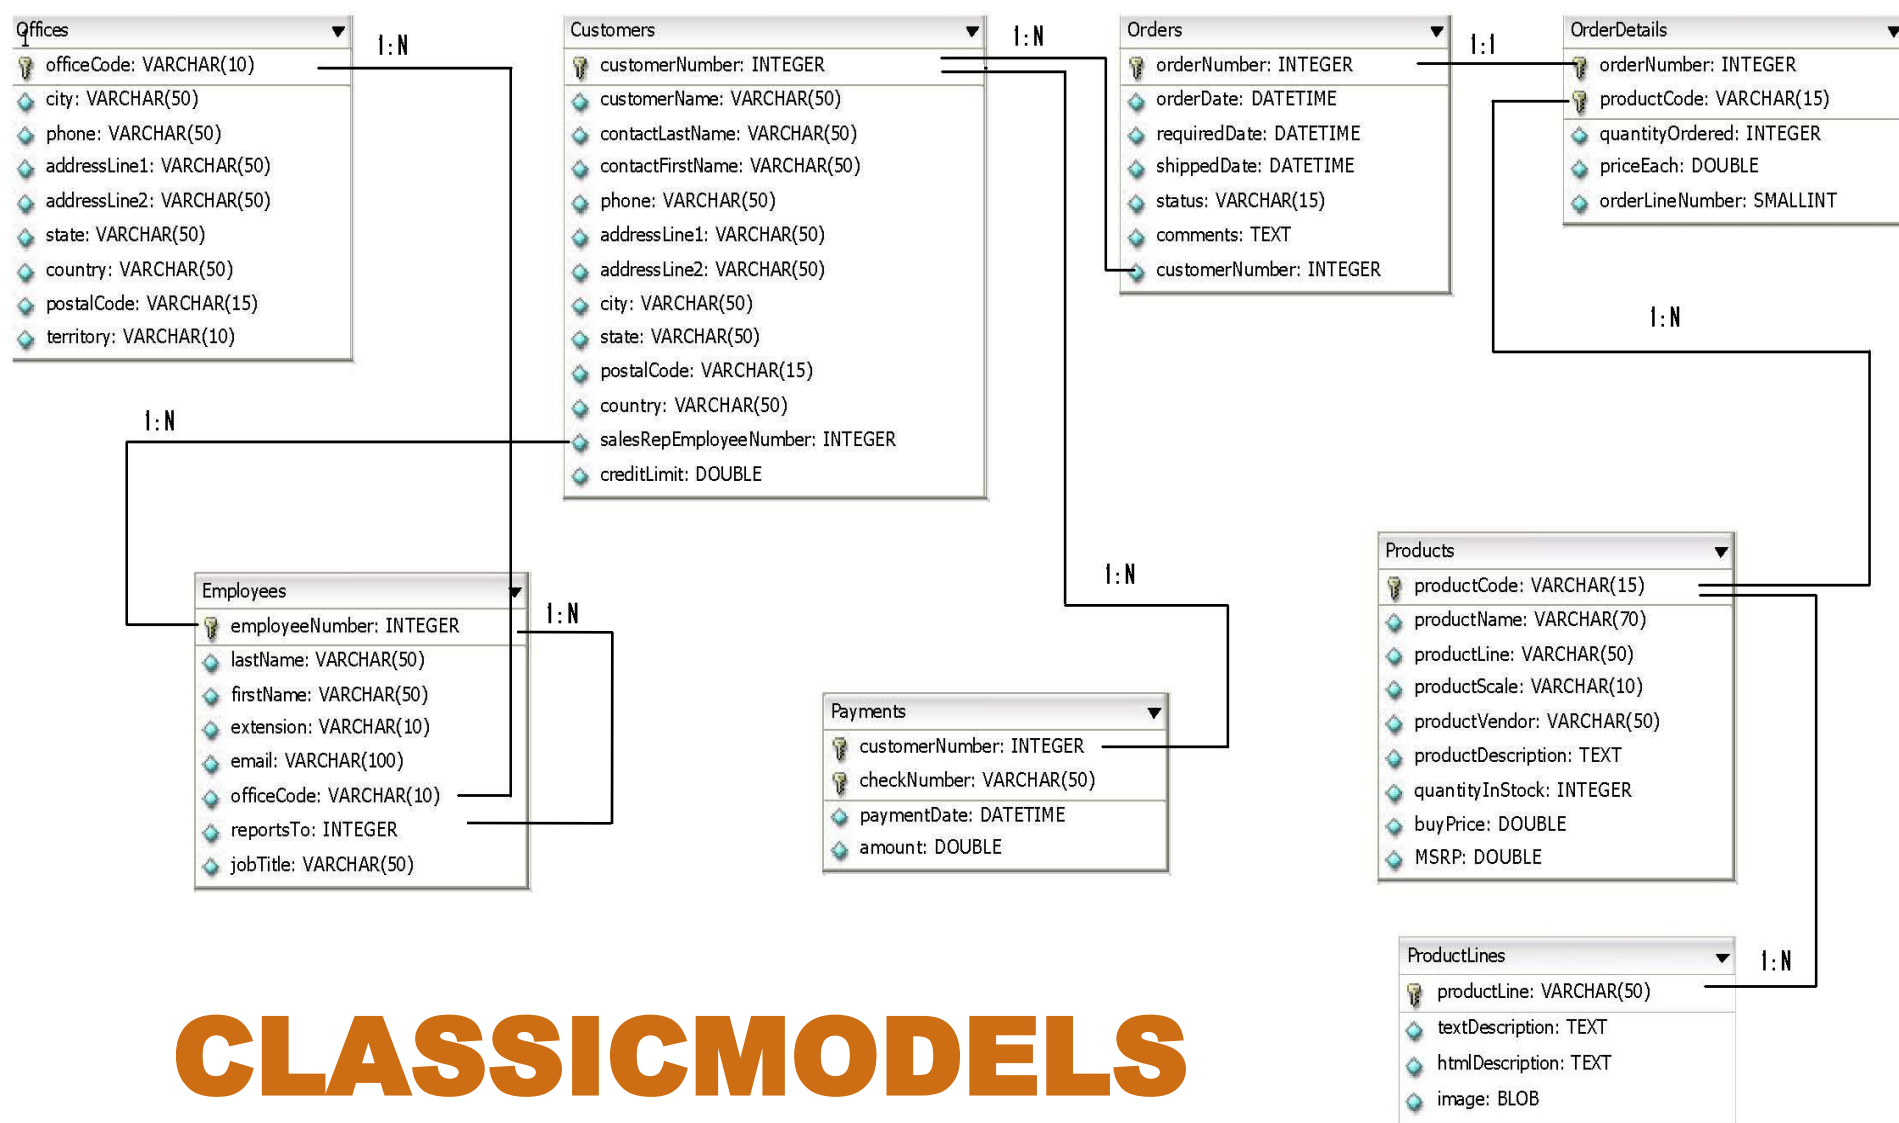 Offices
officeCode: VARCHAR(10)
city: VARCHAR(50)
phone: VARCHAR(50)
addressLine1: VARCHAR(50)
addressLine2: VARCHAR(50)
state: VARCHAR(50)
country: VARCHAR(50)
postalCode: VARCHAR(15)
territory: VARCHAR(10)
1:N
Customers
customerNumber: INTEGER
customerName: VARCHAR(50)
contactLastName: VARCHAR(50)
contactFirstName: VARCHAR(50)
phone: VARCHAR(50)
addressLine1: VARCHAR(50)
addressLine2: VARCHAR(50)
city: VARCHAR(50)
state: VARCHAR(50)
postalCode: VARCHAR(15)
country: VARCHAR(50)
salesRepEmployeeNumber: INTEGER
creditLimit: DOUBLE
1:N
Orders
orderNumber: INTEGER
orderDate: DATETIME
requiredDate: DATETIME
shippedDate: DATETIME
status: VARCHAR(15)
comments: TEXT
customerNumber: INTEGER
1:1
OrderDetails
orderNumber: INTEGER
productCode: VARCHAR(15)
quantityOrdered: INTEGER
priceEach: DOUBLE
orderLineNumber: SMALLINT
1:N
1:N
Employees
employeeNumber: INTEGER
lastName: VARCHAR(50)
firstName: VARCHAR(50)
extension: VARCHAR(10)
email: VARCHAR(100)
officeCode: VARCHAR(10)
reportsTo: INTEGER
jobTitle: VARCHAR(50)
1:N
1:N
Payments
customerNumber: INTEGER
checkNumber: VARCHAR(50)
paymentDate: DATETIME
amount: DOUBLE
Products
productCode: VARCHAR(15)
productName: VARCHAR(70)
productLine: VARCHAR(50)
productScale: VARCHAR(10)
productVendor: VARCHAR(50)
productDescription: TEXT
quantityInStock: INTEGER
buyPrice: DOUBLE
MSRP: DOUBLE
1:N
ProductLines
productLine: VARCHAR(50)
textDescription: TEXT
htmlDescription: TEXT
image: BLOB
CLASSICMODELS